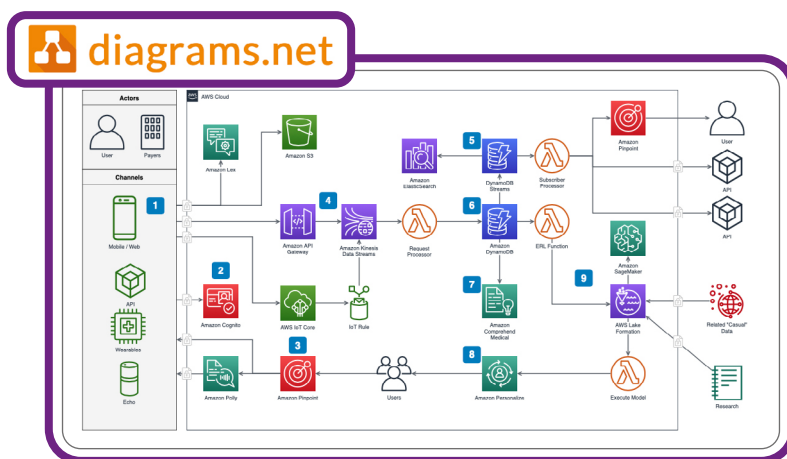 diagrams.net
Actors
User
Payers
Channels
1
Mobile / Web
API
Wearables
Echo
aws
AWS Cloud
Amazon Lex
Amazon S3
4
Amazon API
Gateway
Amazon Kinesis
Data Streams
Request
Processor
2
Amazon Cognito
AWS IoT Core
IoT Rule
3
Amazon Polly
Amazon Pinpoint
Users
Amazon
ElasticSearch
5
DynamoDB
Streams
Subscriber
Processor
6
Amazon
DynamoDB
ERL Function
7
Amazon
Comprehend
Medical
8
Amazon Personalize
Amazon
Pinpoint
Amazon
SageMaker
9
AWS Lake
Formation
Execute Model
User
API
API
Related "Casual"
Data
Research